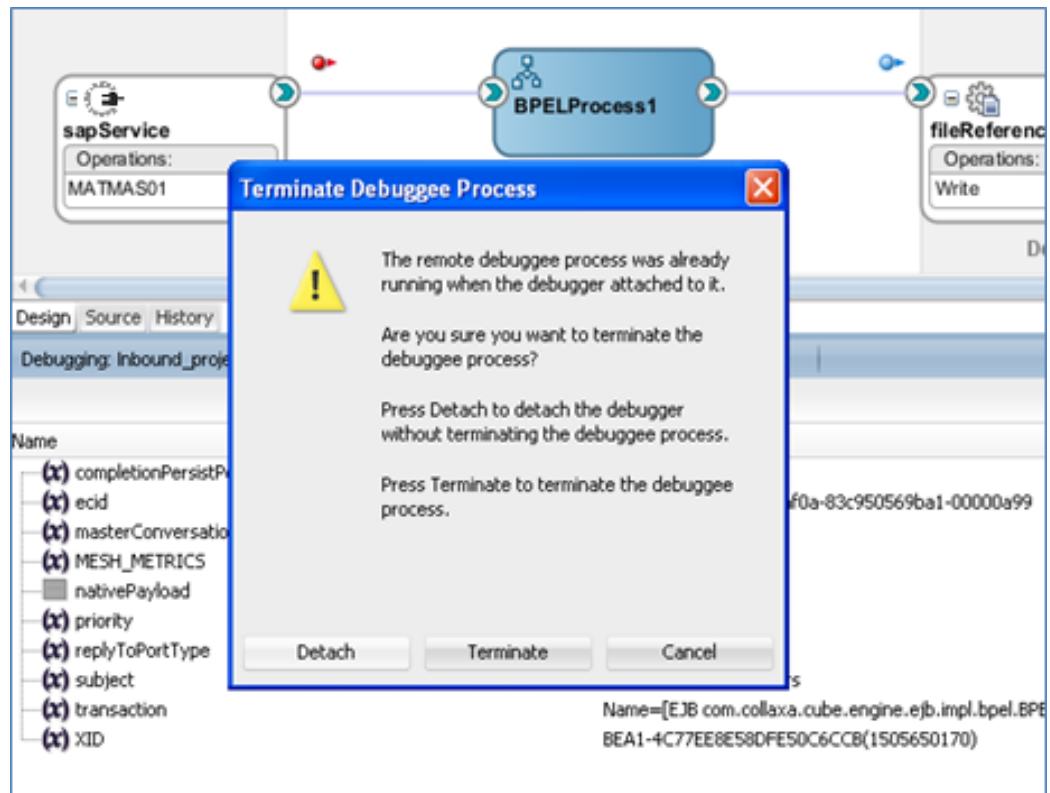 BPELProcess1
sapService
Operations:
MATMAS01
fileReferenc
Operations:
Write
Terminate Debuggee Process
The remote debuggee process was already
running when the debugger attached to it.
Are you sure you want to terminate the
debuggee process?
Press Detach to detach the debugger
without terminating the debuggee process.
Press Terminate to terminate the debuggee
process.
Detach Terminate Cancel
Design Source History
Debugging: Inbound_proje
Name
(x) completionPersistPo
(x) ecid af0a-83c950569ba1-00000a99
(x) masterConversatio
(x) MESH_METRICS
nativePayload
(x) priority
(x) replyToPortType
(x) subject rs
(x) transaction Name=[EJB com.collaxa.cube.engine.ejb.impl.bpel.BPE
(x) XID BEA1-4C77EE8E58DFE50C6CCB(1505650170)